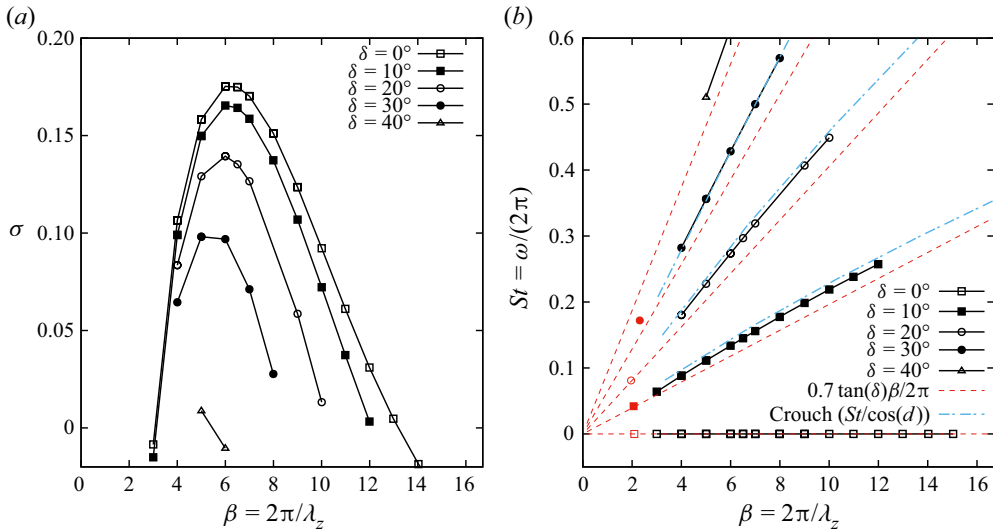 (a)
0.20
0.15
0.10
0.05
0
σ
δ = 0°
δ = 10°
δ = 20°
δ = 30°
δ = 40°
0 2 4 6 8 10 12 14 16
β = 2π/λz
(b)
0.6
0.5
0.4
0.3
0.2
0.1
0
St = ω/(2π)
δ = 0°
δ = 10°
δ = 20°
δ = 30°
δ = 40°
0.7 tan(δ)β/2π
Crouch (St/cos(d))
0 2 4 6 8 10 12 14 16
β = 2π/λz